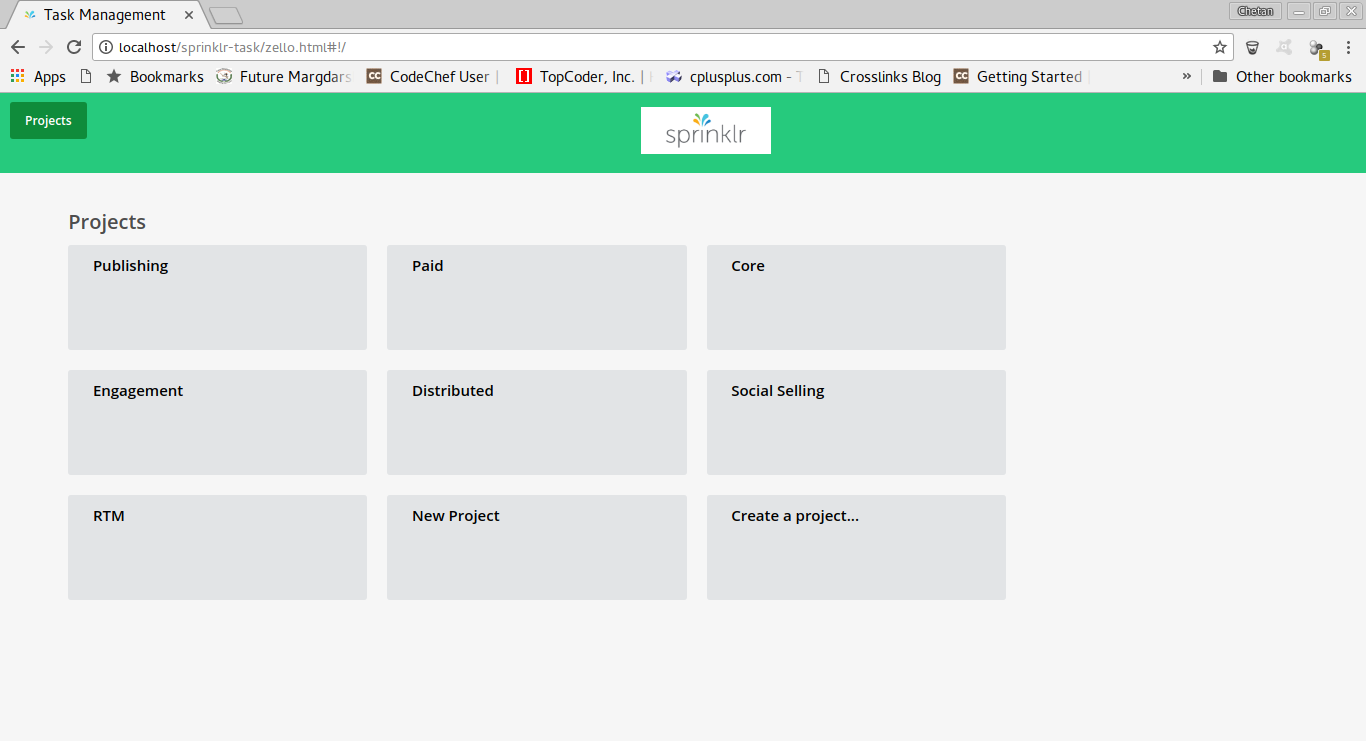 Task Management
Chetan
localhost/sprinklr-task/zello.html#!/
Apps Bookmarks Future Margdars CodeChef User | TopCoder, Inc. | cplusplus.com - T Crosslinks Blog Getting Started » Other bookmarks
Projects
sprinklr
Projects
Publishing Paid Core
Engagement Distributed Social Selling
RTM New Project Create a project...